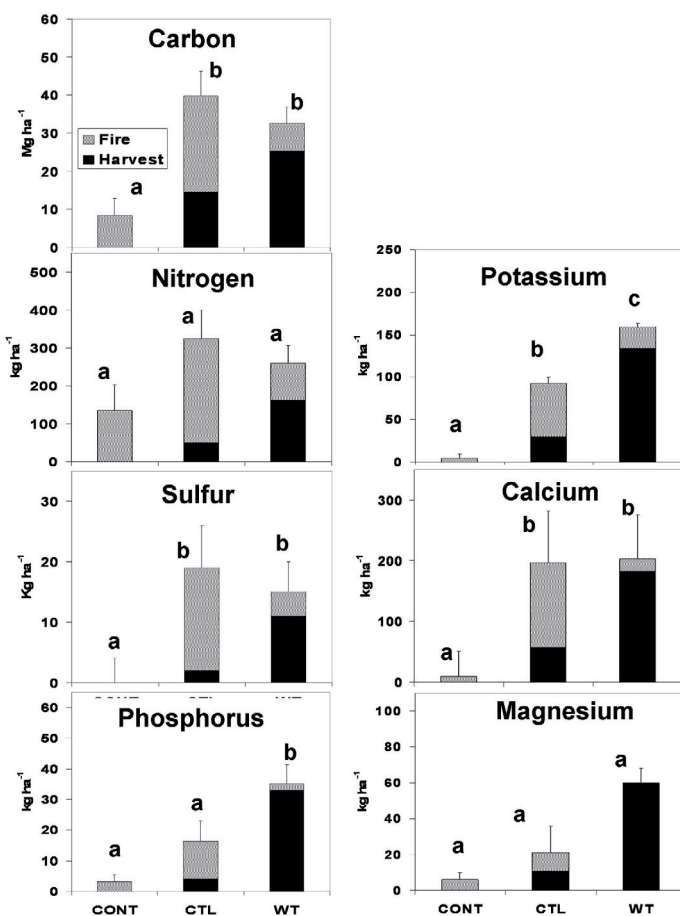 Carbon
60
50
40
30
20
10
0
Mg ha-1
Fire
Harvest
a
b
b
Nitrogen
500
400
300
200
100
0
kg ha-1
a
a
a
Sulfur
30
20
10
0
Kg ha-1
a
b
b
CONT CTL WT
Phosphorus
60
50
40
30
20
10
0
kg ha-1
a
a
b
CONT CTL WT
Potassium
250
200
150
100
50
0
kg ha-1
a
b
c
Calcium
300
200
100
0
kg ha-1
a
b
b
Magnesium
100
80
60
40
20
0
kg ha-1
a
a
a
CONT CTL WT